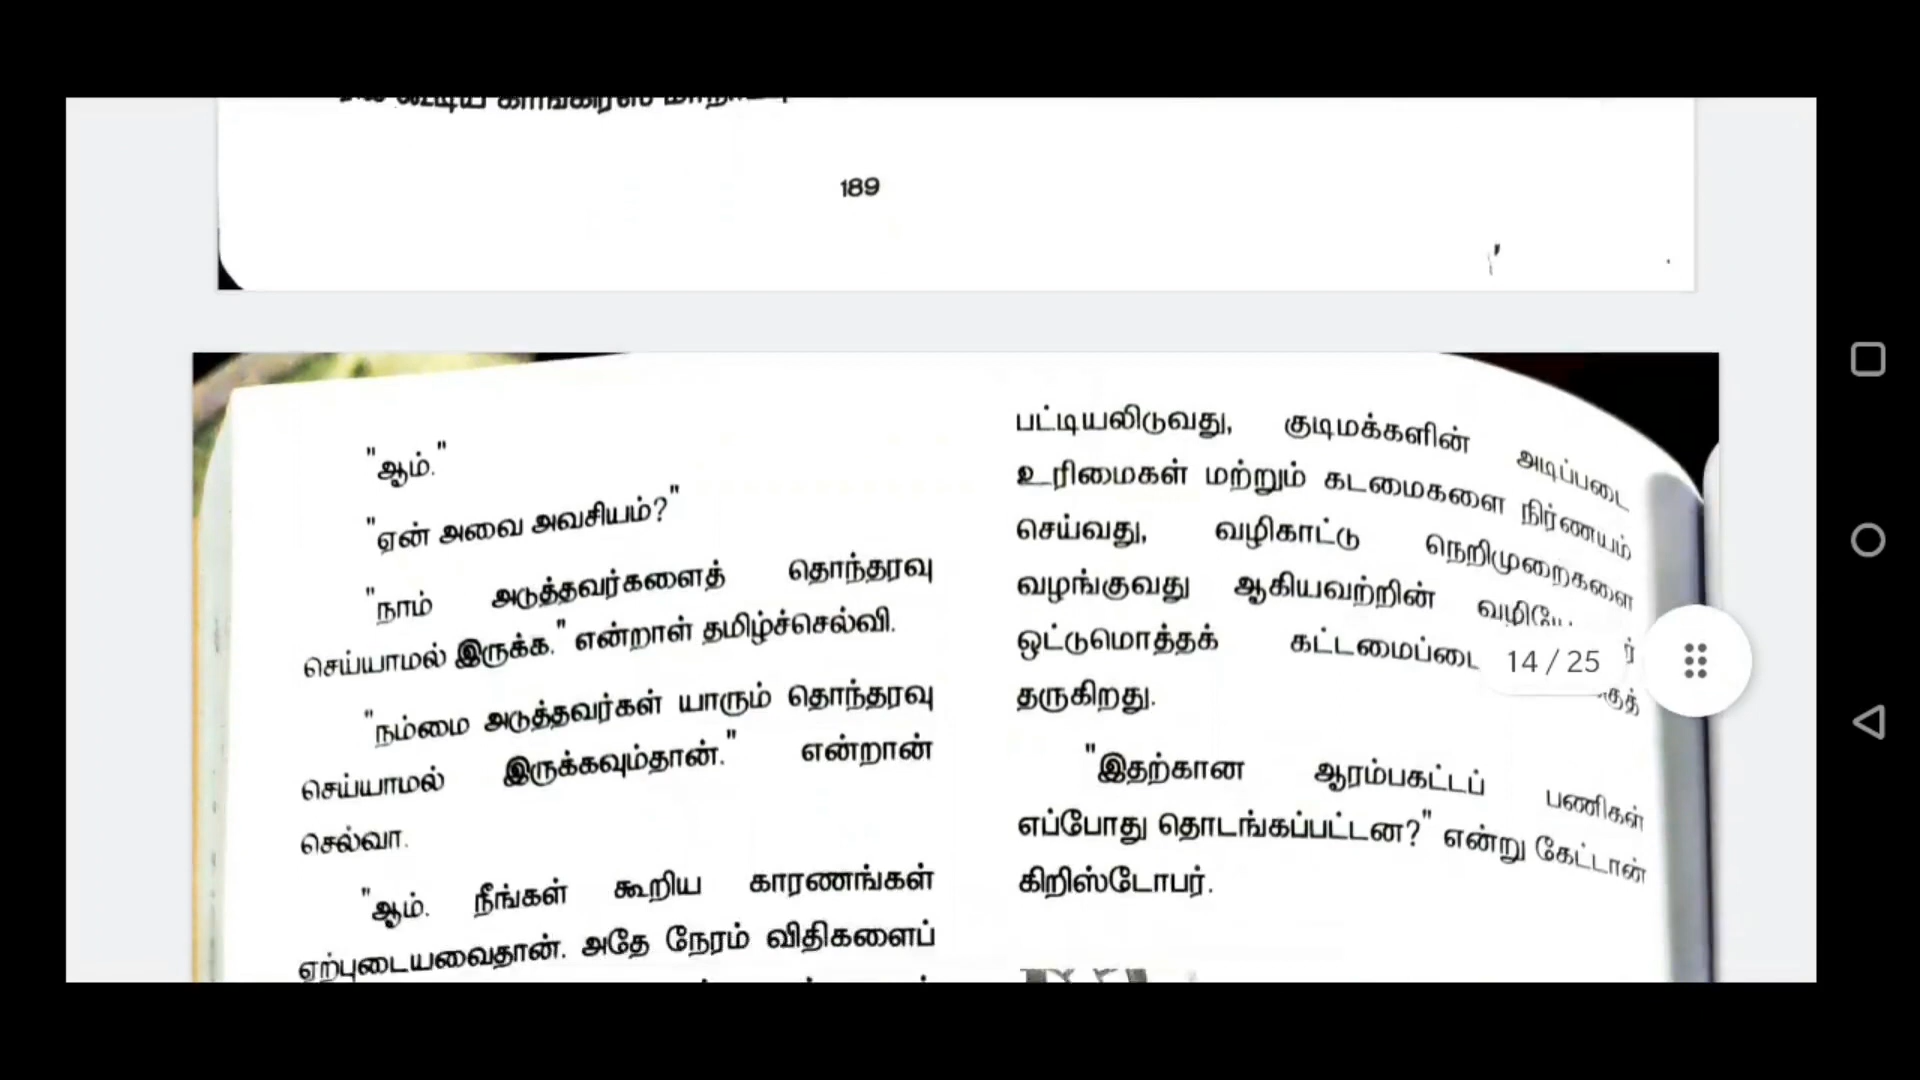 கூடிய காங்கிரஸ்
189
"ஆம்."
"ஏன் அவை அவசியம்?"
"நாம் அடுத்தவர்களைத் தொந்தரவு
செய்யாமல் இருக்க." என்றாள் தமிழ்ச்செல்வி.
"நம்மை அடுத்தவர்கள் யாரும் தொந்தரவு
செய்யாமல் இருக்கவும்தான்." என்றான்
செல்வா.
"ஆம். நீங்கள் கூறிய காரணங்கள்
ஏற்புடையவைதான். அதே நேரம் விதிகளைப்
பட்டியலிடுவது, குடிமக்களின் அடிப்படை
உரிமைகள் மற்றும் கடமைகளை நிர்ணயம்
செய்வது, வழிகாட்டு நெறிமுறைகளை
வழங்குவது ஆகியவற்றின்
ஒட்டுமொத்தக்
தருகிறது.
14 / 25
"இதற்கான ஆரம்பகட்டப் பணிகள்
எப்போது தொடங்கப்பட்டன?" என்று கேட்டான்
கிறிஸ்டோபர்.